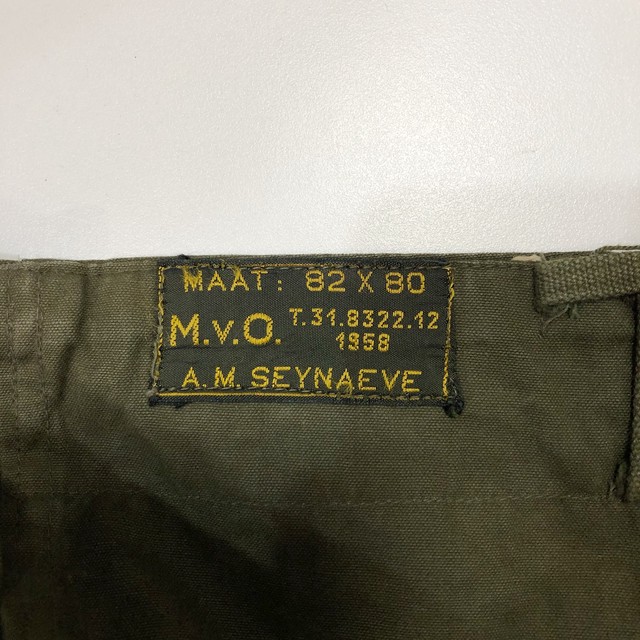 MAAT: 82 X 80
M.v.O. T.31.8322.12
1958
A.M. SEYNAEVE